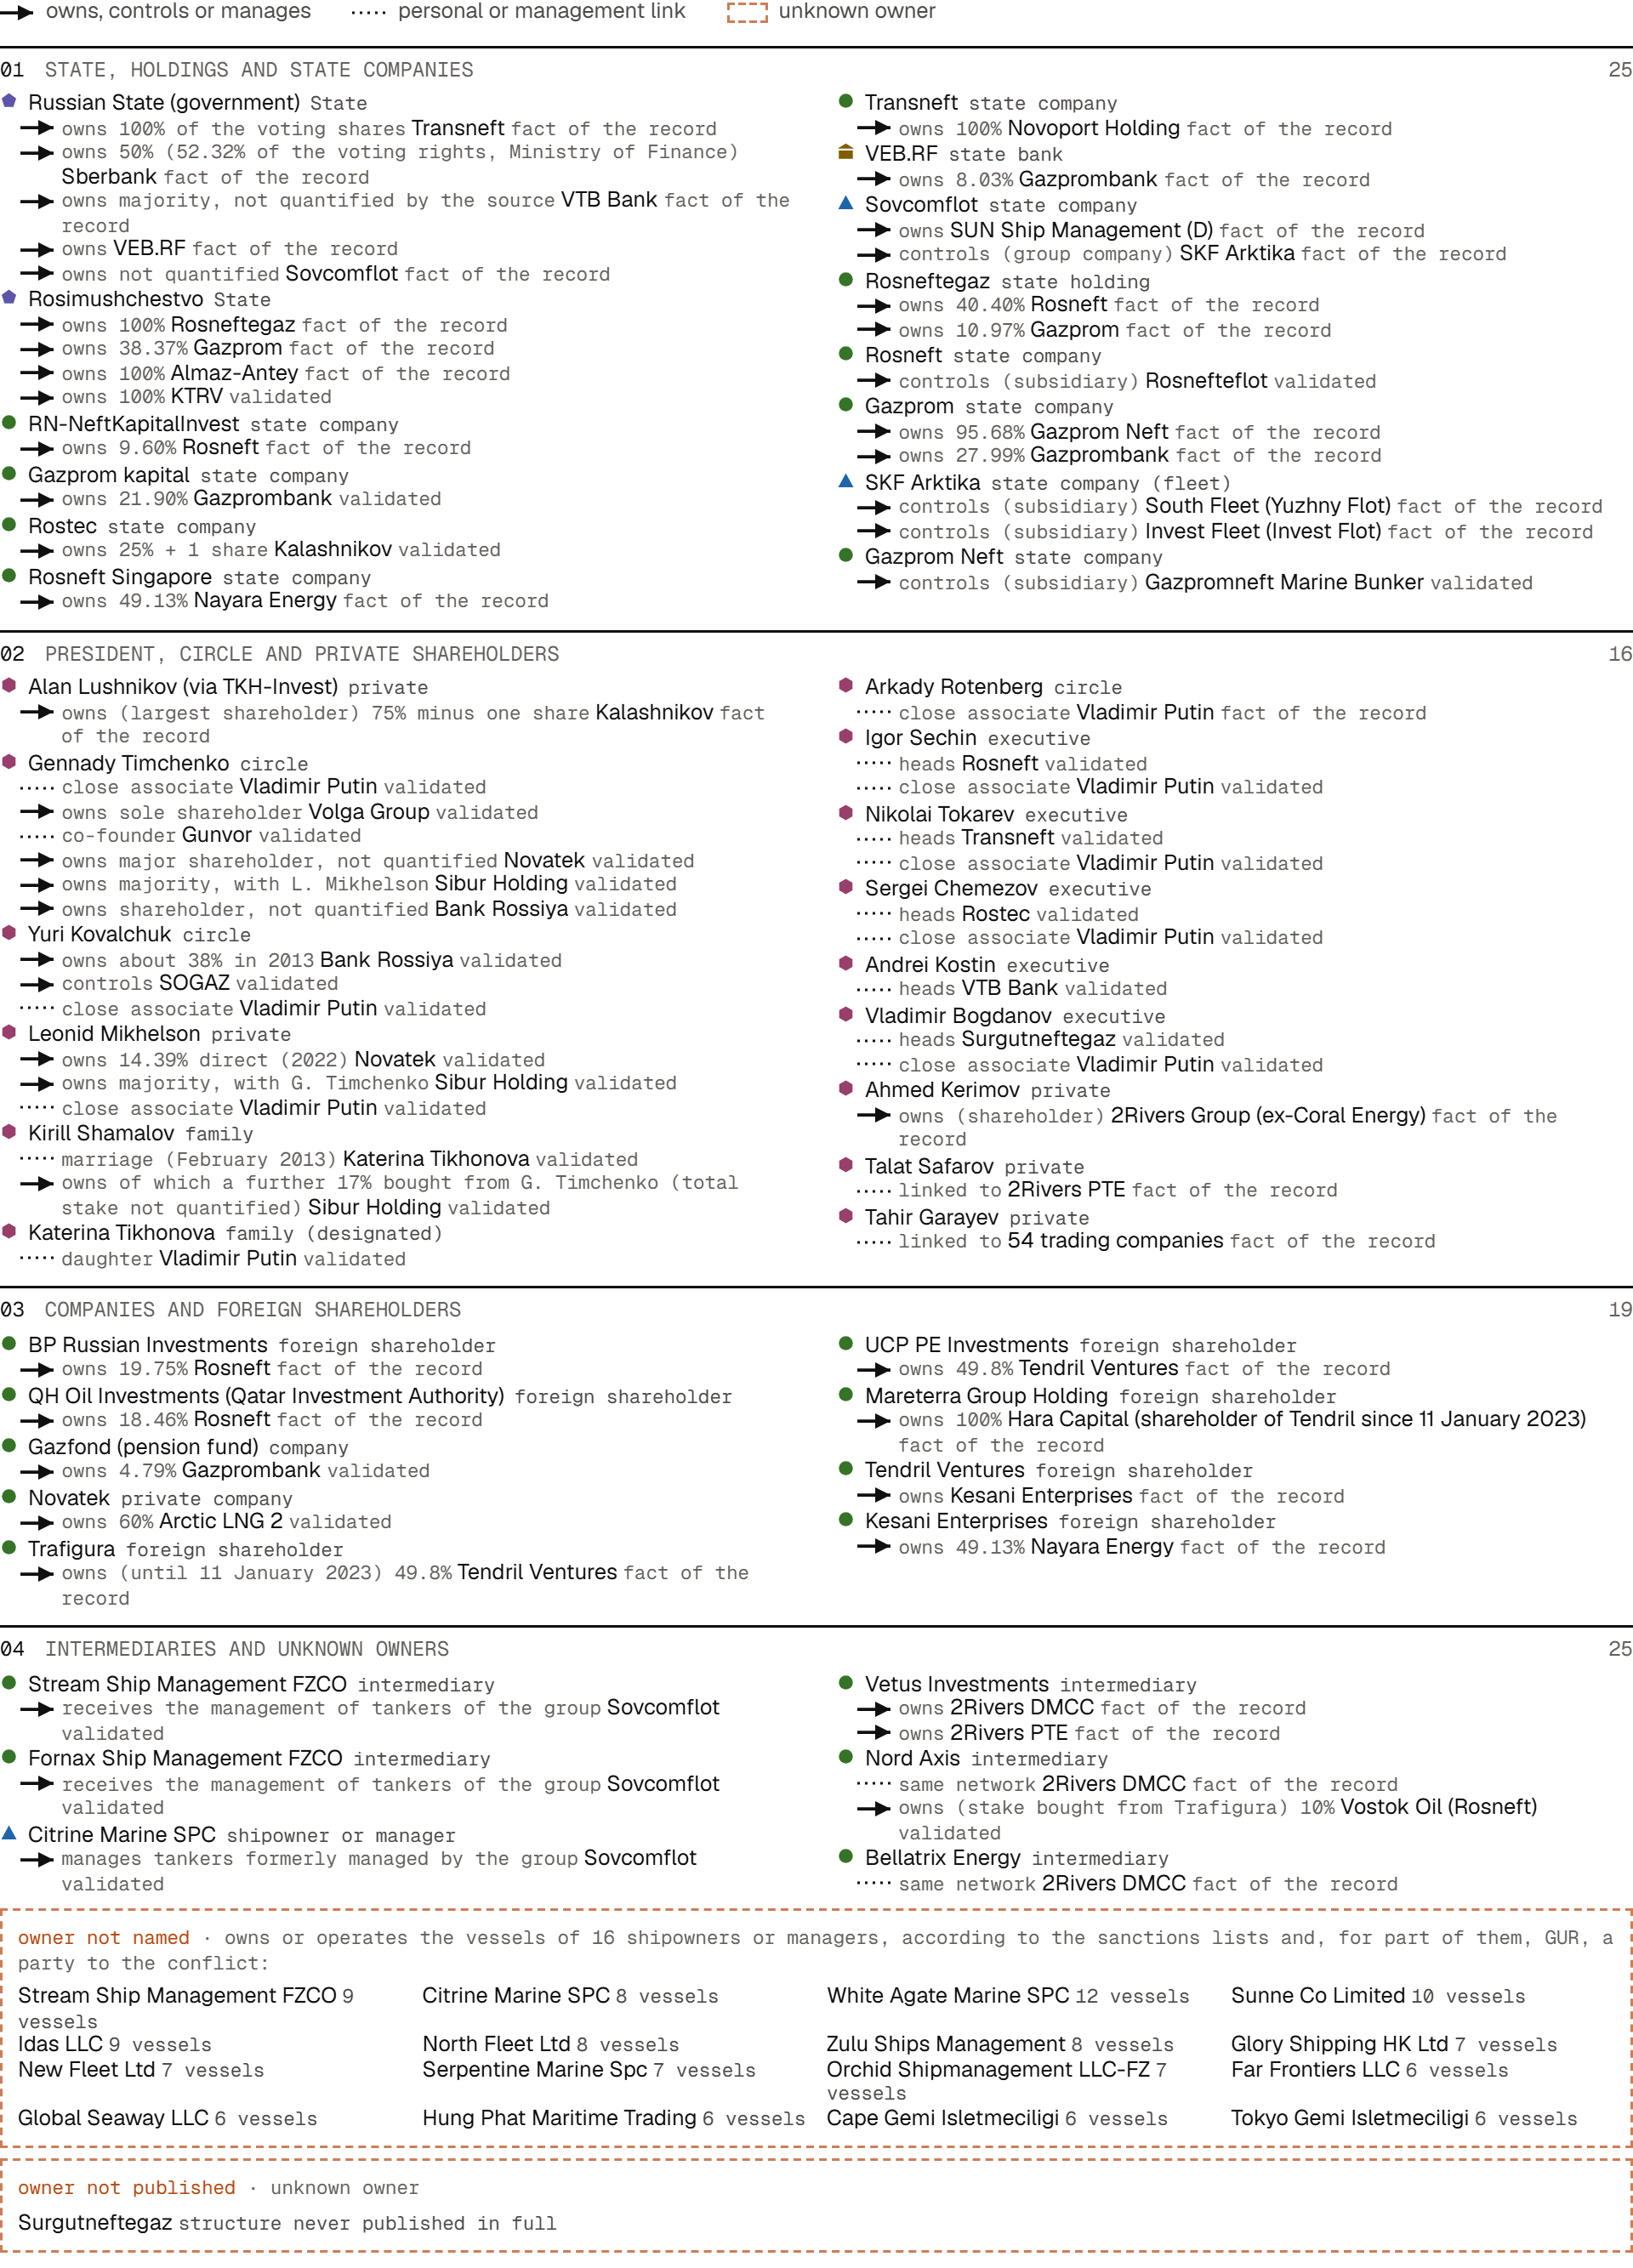 owns, controls or manages personal or management link unknown owner
01 STATE, HOLDINGS AND STATE COMPANIES 25
Russian State (government) State
owns 100% of the voting shares Transneft fact of the record
owns 50% (52.32% of the voting rights, Ministry of Finance)
Sberbank fact of the record
owns majority, not quantified by the source VTB Bank fact of the
record
owns VEB.RF fact of the record
owns not quantified Sovcomflot fact of the record
Rosimushchestvo State
owns 100% Rosneftegaz fact of the record
owns 38.37% Gazprom fact of the record
owns 100% Almaz-Antey fact of the record
owns 100% KTRV validated
RN-NeftKapitalInvest state company
owns 9.60% Rosneft fact of the record
Gazprom kapital state company
owns 21.90% Gazprombank validated
Rostec state company
owns 25% + 1 share Kalashnikov validated
Rosneft Singapore state company
owns 49.13% Nayara Energy fact of the record
Transneft state company
owns 100% Novoport Holding fact of the record
VEB.RF state bank
owns 8.03% Gazprombank fact of the record
Sovcomflot state company
owns SUN Ship Management (D) fact of the record
controls (group company) SKF Arktika fact of the record
Rosneftegaz state holding
owns 40.40% Rosneft fact of the record
owns 10.97% Gazprom fact of the record
Rosneft state company
controls (subsidiary) Rosnefteflot validated
Gazprom state company
owns 95.68% Gazprom Neft fact of the record
owns 27.99% Gazprombank fact of the record
SKF Arktika state company (fleet)
controls (subsidiary) South Fleet (Yuzhny Flot) fact of the record
controls (subsidiary) Invest Fleet (Invest Flot) fact of the record
Gazprom Neft state company
controls (subsidiary) Gazpromneft Marine Bunker validated
02 PRESIDENT, CIRCLE AND PRIVATE SHAREHOLDERS 16
Alan Lushnikov (via TKH-Invest) private
owns (largest shareholder) 75% minus one share Kalashnikov fact
of the record
Gennady Timchenko circle
close associate Vladimir Putin validated
owns sole shareholder Volga Group validated
co-founder Gunvor validated
owns major shareholder, not quantified Novatek validated
owns majority, with L. Mikhelson Sibur Holding validated
owns shareholder, not quantified Bank Rossiya validated
Yuri Kovalchuk circle
owns about 38% in 2013 Bank Rossiya validated
controls SOGAZ validated
close associate Vladimir Putin validated
Leonid Mikhelson private
owns 14.39% direct (2022) Novatek validated
owns majority, with G. Timchenko Sibur Holding validated
close associate Vladimir Putin validated
Kirill Shamalov family
marriage (February 2013) Katerina Tikhonova validated
owns of which a further 17% bought from G. Timchenko (total
stake not quantified) Sibur Holding validated
Katerina Tikhonova family (designated)
daughter Vladimir Putin validated
Arkady Rotenberg circle
close associate Vladimir Putin fact of the record
Igor Sechin executive
heads Rosneft validated
close associate Vladimir Putin validated
Nikolai Tokarev executive
heads Transneft validated
close associate Vladimir Putin validated
Sergei Chemezov executive
heads Rostec validated
close associate Vladimir Putin validated
Andrei Kostin executive
heads VTB Bank validated
Vladimir Bogdanov executive
heads Surgutneftegaz validated
close associate Vladimir Putin validated
Ahmed Kerimov private
owns (shareholder) 2Rivers Group (ex-Coral Energy) fact of the
record
Talat Safarov private
linked to 2Rivers PTE fact of the record
Tahir Garayev private
linked to 54 trading companies fact of the record
03 COMPANIES AND FOREIGN SHAREHOLDERS 19
BP Russian Investments foreign shareholder
owns 19.75% Rosneft fact of the record
QH Oil Investments (Qatar Investment Authority) foreign shareholder
owns 18.46% Rosneft fact of the record
Gazfond (pension fund) company
owns 4.79% Gazprombank validated
Novatek private company
owns 60% Arctic LNG 2 validated
Trafigura foreign shareholder
owns (until 11 January 2023) 49.8% Tendril Ventures fact of the
record
UCP PE Investments foreign shareholder
owns 49.8% Tendril Ventures fact of the record
Mareterra Group Holding foreign shareholder
owns 100% Hara Capital (shareholder of Tendril since 11 January 2023)
fact of the record
Tendril Ventures foreign shareholder
owns Kesani Enterprises fact of the record
Kesani Enterprises foreign shareholder
owns 49.13% Nayara Energy fact of the record
04 INTERMEDIARIES AND UNKNOWN OWNERS 25
Stream Ship Management FZCO intermediary
receives the management of tankers of the group Sovcomflot
validated
Fornax Ship Management FZCO intermediary
receives the management of tankers of the group Sovcomflot
validated
Citrine Marine SPC shipowner or manager
manages tankers formerly managed by the group Sovcomflot
validated
Vetus Investments intermediary
owns 2Rivers DMCC fact of the record
owns 2Rivers PTE fact of the record
Nord Axis intermediary
same network 2Rivers DMCC fact of the record
owns (stake bought from Trafigura) 10% Vostok Oil (Rosneft)
validated
Bellatrix Energy intermediary
same network 2Rivers DMCC fact of the record
owner not named · owns or operates the vessels of 16 shipowners or managers, according to the sanctions lists and, for part of them, GUR, a
party to the conflict:
Stream Ship Management FZCO 9 vessels
Citrine Marine SPC 8 vessels
White Agate Marine SPC 12 vessels
Sunne Co Limited 10 vessels
Idas LLC 9 vessels
North Fleet Ltd 8 vessels
Zulu Ships Management 8 vessels
Glory Shipping HK Ltd 7 vessels
New Fleet Ltd 7 vessels
Serpentine Marine Spc 7 vessels
Orchid Shipmanagement LLC-FZ 7 vessels
Far Frontiers LLC 6 vessels
Global Seaway LLC 6 vessels
Hung Phat Maritime Trading 6 vessels
Cape Gemi Isletmeciligi 6 vessels
Tokyo Gemi Isletmeciligi 6 vessels
owner not published · unknown owner
Surgutneftegaz structure never published in full